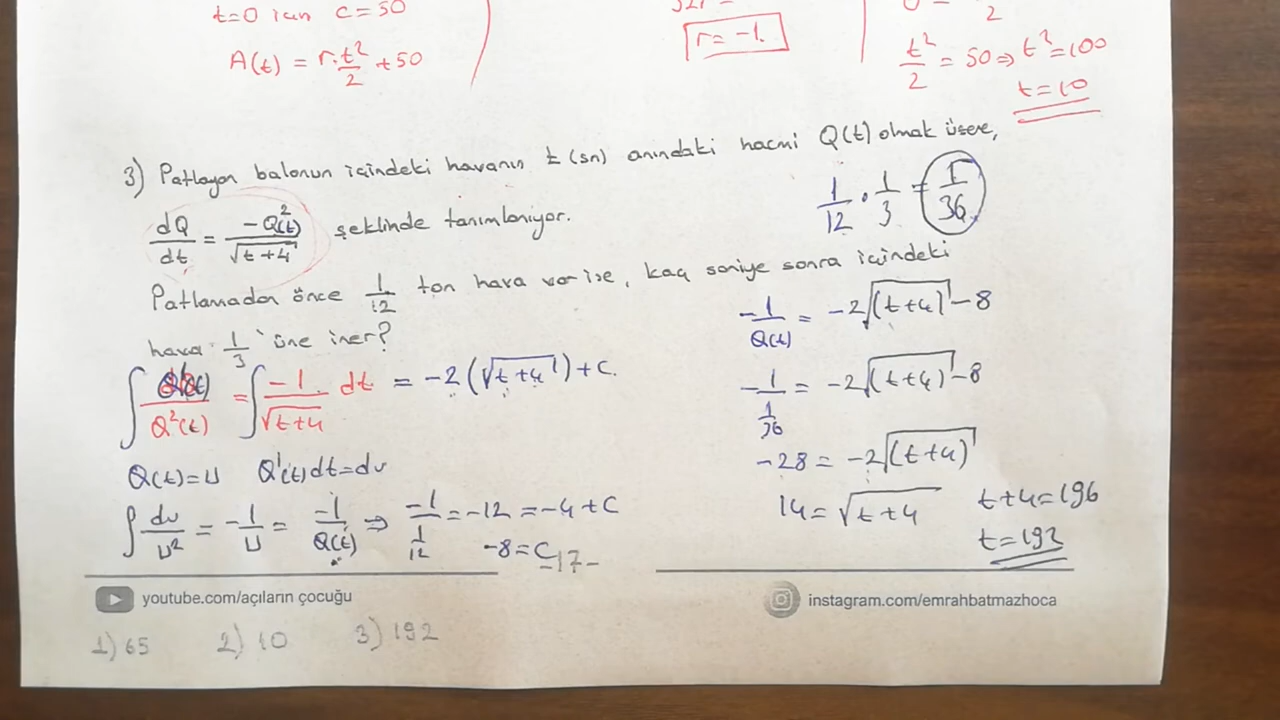 t=0 için c=50
A(t) = r.t²/2 +50
r=-1.
t²/2 = 50 ⇒ t²=100
t=10
3) Patlayan balonun içindeki havanın t (sn) anındaki hacmi Q(t) olmak üzere,
dQ/dt = -Q²(t)/√(t+4) şeklinde tanımlanıyor.
1/12 . 1/3 = 1/36
Patlamadan önce 1/12 ton hava var ise, kaç saniye sonra içindeki
hava 1/3 'üne iner?
∫ Q'(t)/Q²(t) = ∫ -1/√(t+4) dt = -2(√(t+4))+C.
Q(t)=U Q'(t)dt=du
∫ du/U² = -1/U = -1/Q(t) ⇒ -1/(1/12) = -12 = -4+C
-8=C
-1/Q(t) = -2√(t+4) -8
-1/(1/36) = -2√(t+4) -8
-28 = -2√(t+4)
14=√(t+4) t+4=196
t=192
-17-
youtube.com/açıların çocuğu
instagram.com/emrahbatmazhoca
1) 65 2) 10 3) 192